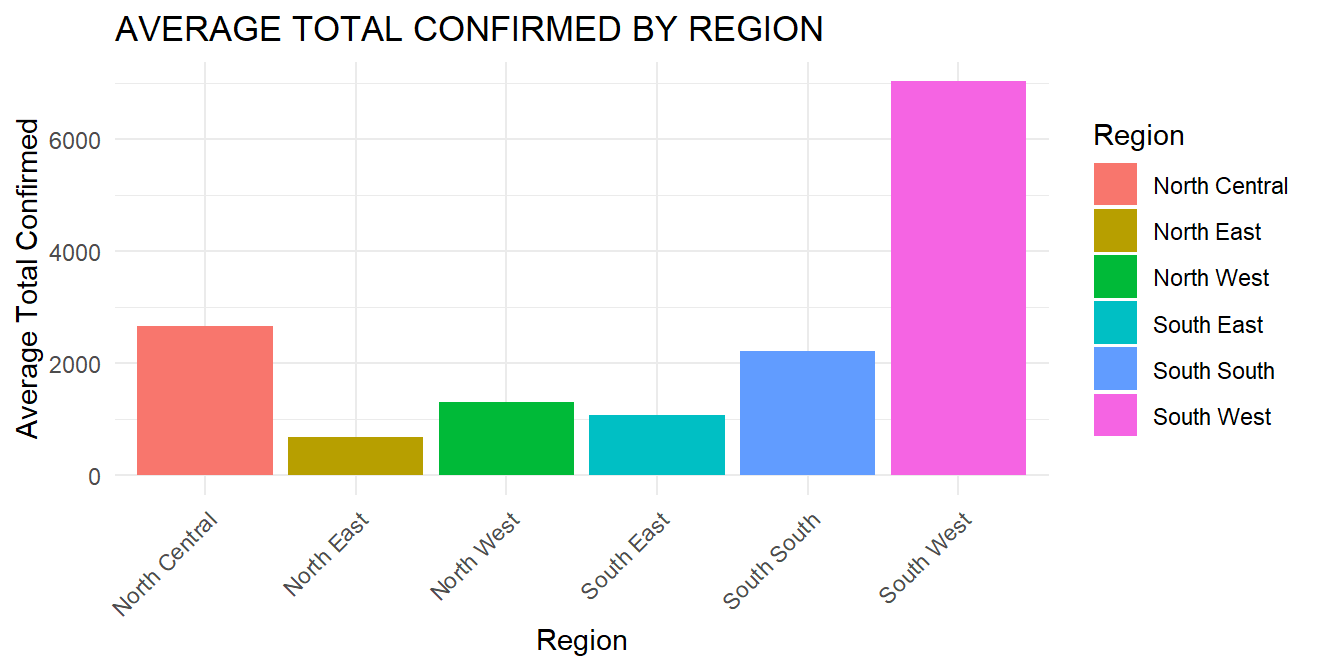 AVERAGE TOTAL CONFIRMED BY REGION
Average Total Confirmed
6000
4000
2000
0
North Central
North East
North West
South East
South South
South West
Region
Region
North Central
North East
North West
South East
South South
South West